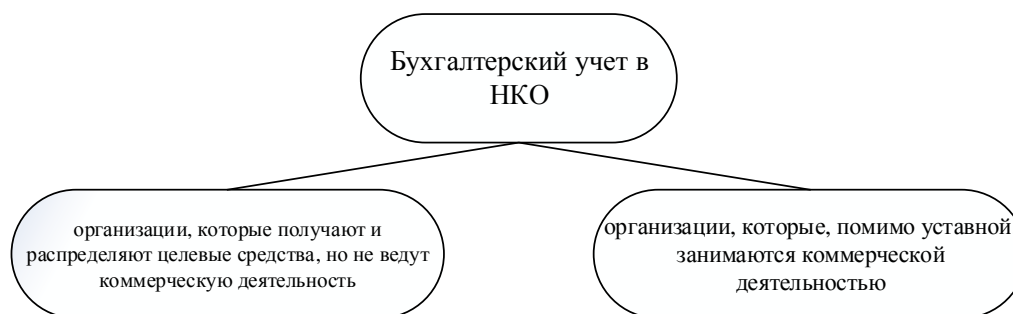 Бухгалтерский учет в
НКО
организации, которые получают и
распределяют целевые средства, но не ведут
коммерческую деятельность
организации, которые, помимо уставной
занимаются коммерческой
деятельностью